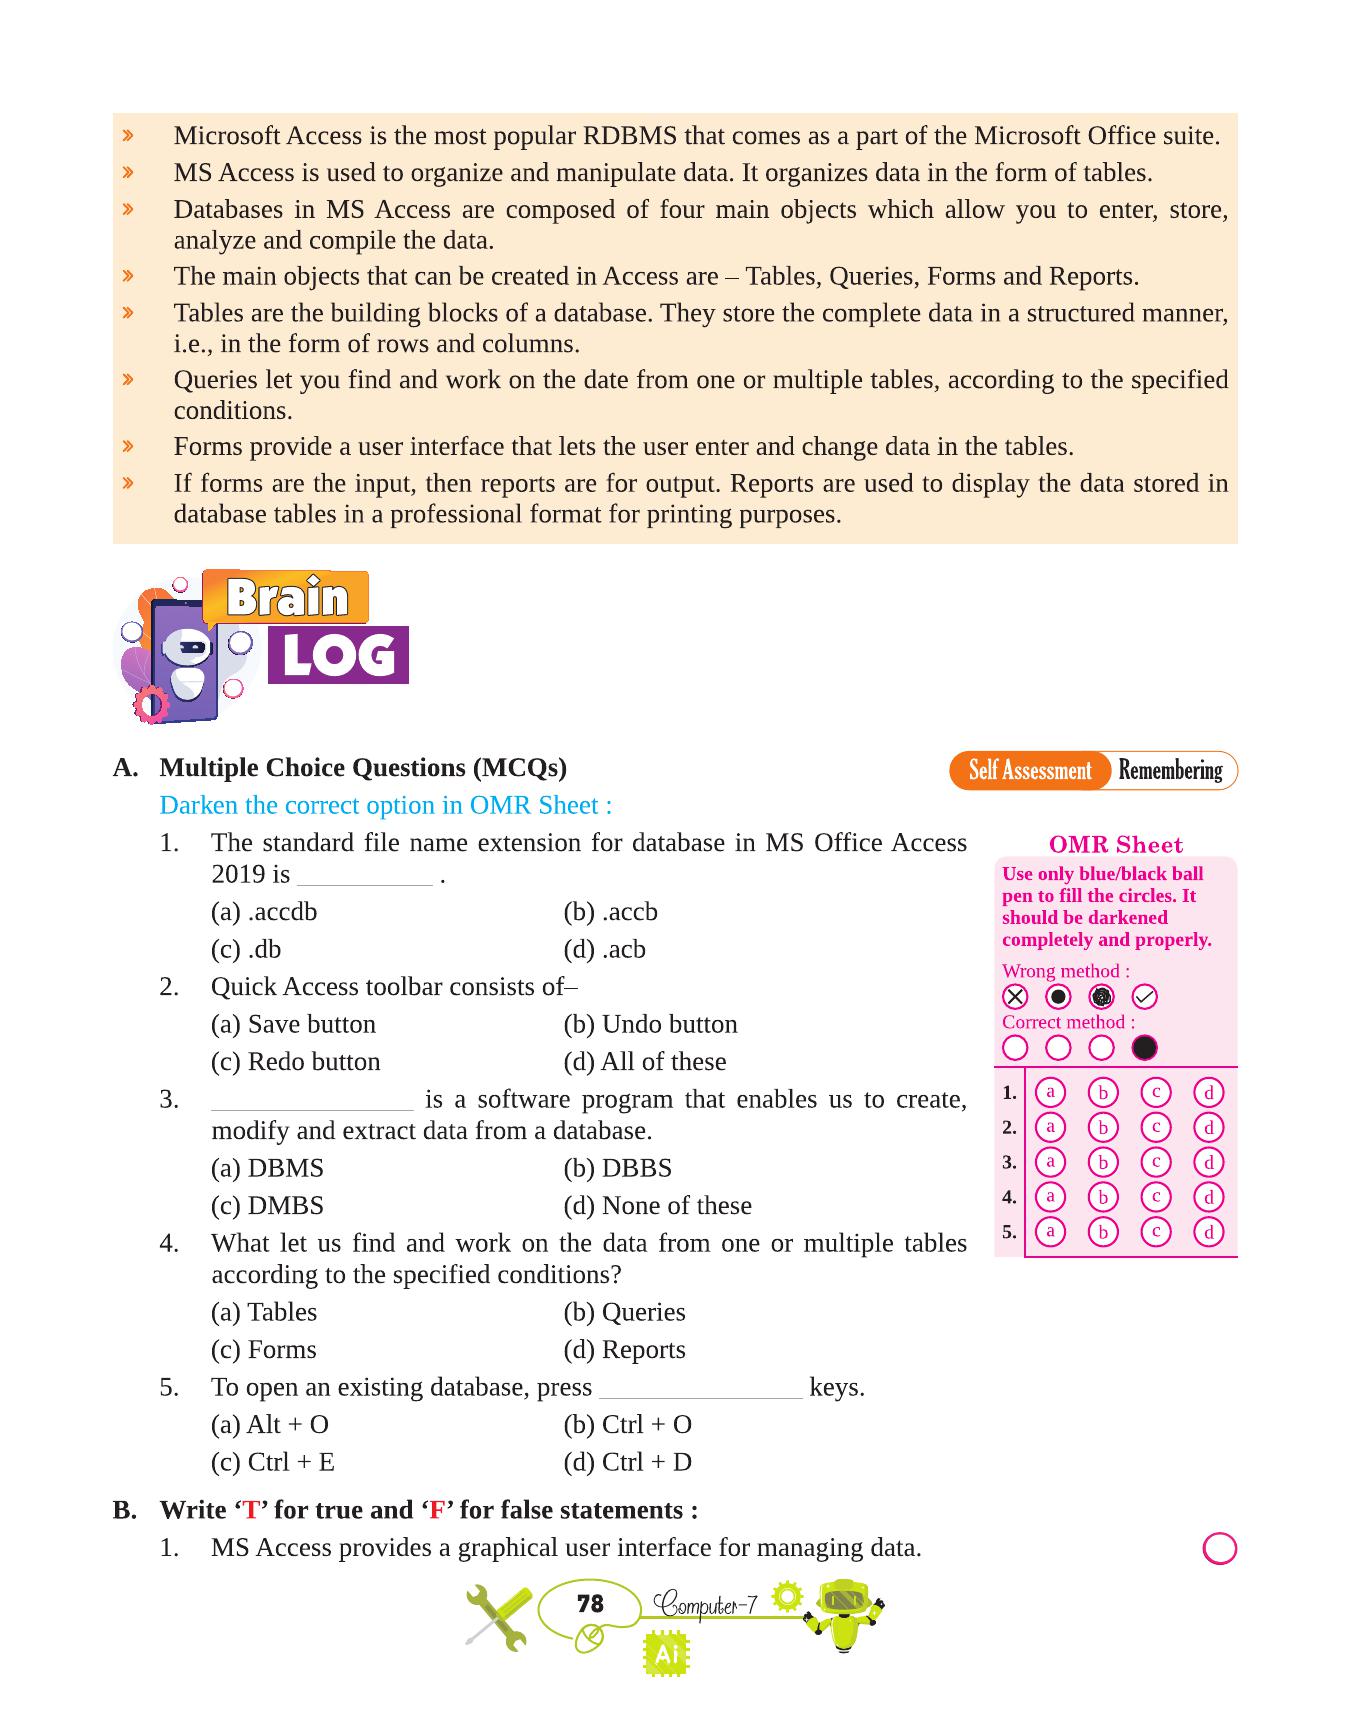 Microsoft Access is the most popular RDBMS that comes as a part of the Microsoft Office suite.
MS Access is used to organize and manipulate data. It organizes data in the form of tables.
Databases in MS Access are composed of four main objects which allow you to enter, store,
analyze and compile the data.
The main objects that can be created in Access are – Tables, Queries, Forms and Reports.
Tables are the building blocks of a database. They store the complete data in a structured manner,
i.e., in the form of rows and columns.
Queries let you find and work on the date from one or multiple tables, according to the specified
conditions.
Forms provide a user interface that lets the user enter and change data in the tables.
If forms are the input, then reports are for output. Reports are used to display the data stored in
database tables in a professional format for printing purposes.
Brain
LOG
A. Multiple Choice Questions (MCQs)
Self Assessment Remembering
Darken the correct option in OMR Sheet :
1. The standard file name extension for database in MS Office Access
2019 is __________ .
(a) .accdb (b) .accb
(c) .db (d) .acb
2. Quick Access toolbar consists of–
(a) Save button (b) Undo button
(c) Redo button (d) All of these
3. _______________ is a software program that enables us to create,
modify and extract data from a database.
(a) DBMS (b) DBBS
(c) DMBS (d) None of these
4. What let us find and work on the data from one or multiple tables
according to the specified conditions?
(a) Tables (b) Queries
(c) Forms (d) Reports
5. To open an existing database, press _______________ keys.
(a) Alt + O (b) Ctrl + O
(c) Ctrl + E (d) Ctrl + D
OMR Sheet
Use only blue/black ball
pen to fill the circles. It
should be darkened
completely and properly.
Wrong method :
Correct method :
1. a b c d
2. a b c d
3. a b c d
4. a b c d
5. a b c d
B. Write ‘T’ for true and ‘F’ for false statements :
1. MS Access provides a graphical user interface for managing data.
78
Computer-7
Ai